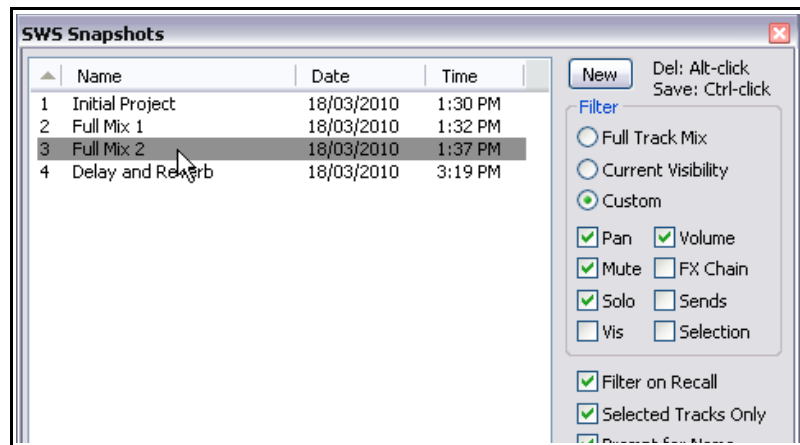 SWS Snapshots
Name Date Time
1 Initial Project 18/03/2010 1:30 PM
2 Full Mix 1 18/03/2010 1:32 PM
3 Full Mix 2 18/03/2010 1:37 PM
4 Delay and Reverb 18/03/2010 3:19 PM
New
Del: Alt-click
Save: Ctrl-click
Filter
Full Track Mix
Current Visibility
Custom
Pan Volume
Mute FX Chain
Solo Sends
Vis Selection
Filter on Recall
Selected Tracks Only
Prompt for Name